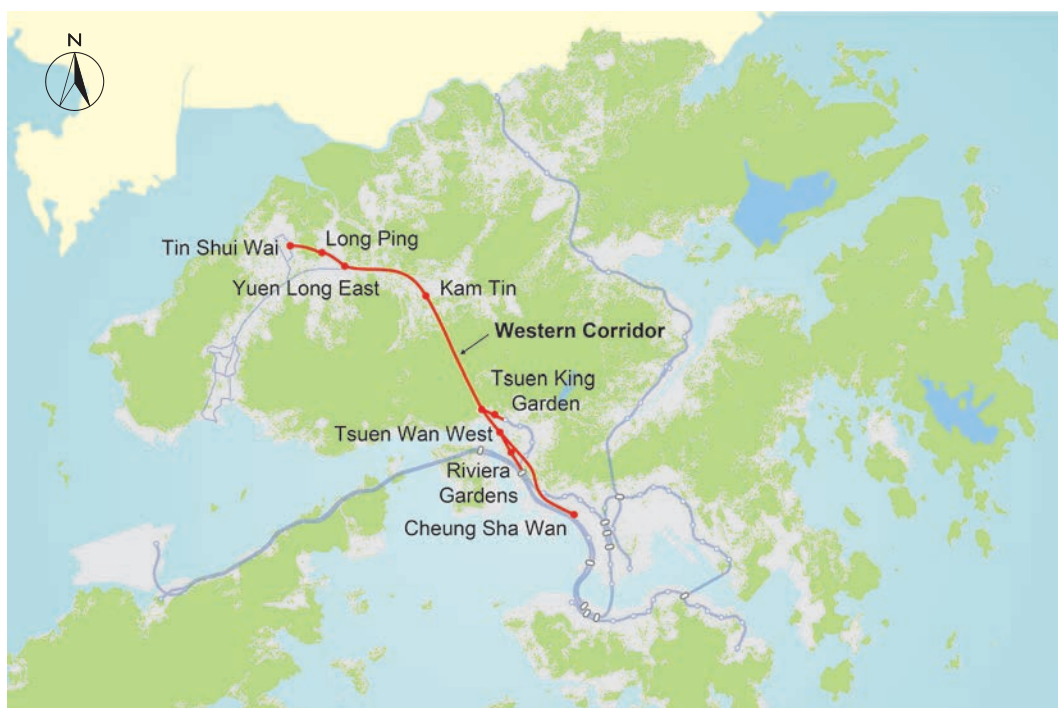 N
Tin Shui Wai
Long Ping
Yuen Long East
Kam Tin
Western Corridor
Tsuen King
Garden
Tsuen Wan West
Riviera
Gardens
Cheung Sha Wan